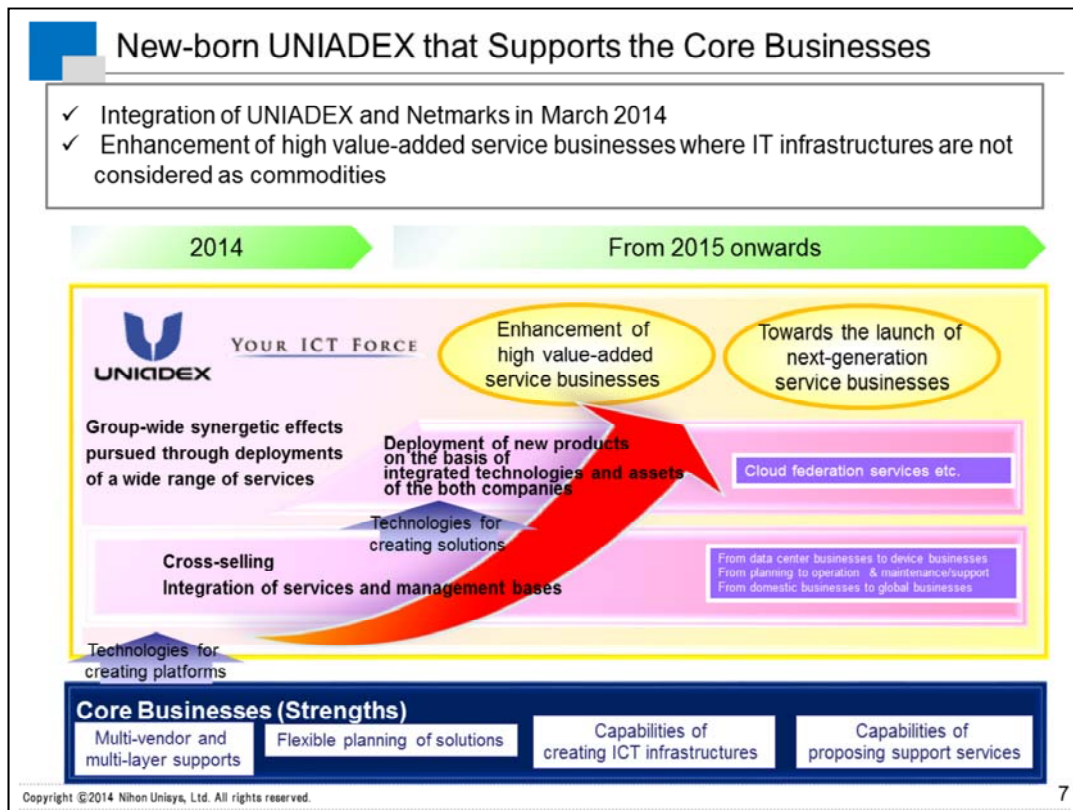 New-born UNIADEX that Supports the Core Businesses
✓ Integration of UNIADEX and Netmarks in March 2014
✓ Enhancement of high value-added service businesses where IT infrastructures are not
considered as commodities
2014
From 2015 onwards
UNIADEX
YOUR ICT FORCE
Enhancement of
high value-added
service businesses
Towards the launch of
next-generation
service businesses
Group-wide synergetic effects
pursued through deployments
of a wide range of services
Deployment of new products
on the basis of
integrated technologies and assets
of the both companies
Cloud federation services etc.
Technologies for
creating solutions
Cross-selling
Integration of services and management bases
From data center businesses to device businesses
From planning to operation & maintenance/support
From domestic businesses to global businesses
Technologies for
creating platforms
Core Businesses (Strengths)
Multi-vendor and
multi-layer supports
Flexible planning of solutions
Capabilities of
creating ICT infrastructures
Capabilities of
proposing support services
Copyright ©2014 Nihon Unisys, Ltd. All rights reserved.
7